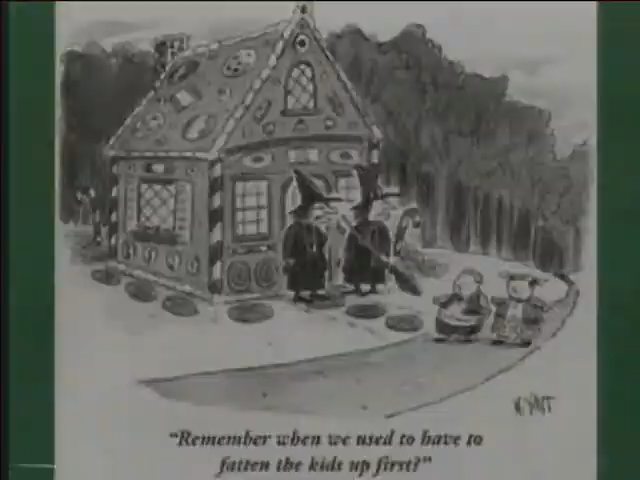 "Remember when we used to have to
fatten the kids up first?"